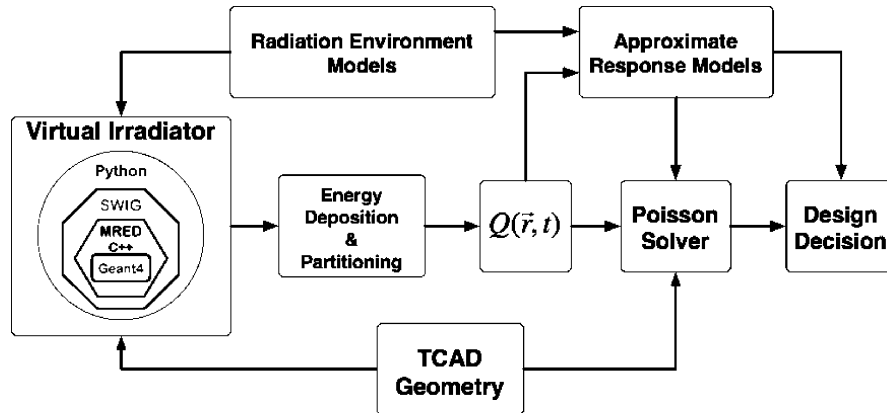 Radiation Environment
Models
Approximate
Response Models
Virtual Irradiator
Python
SWIG
MRED
C++
Geant4
Energy
Deposition
&
Partitioning
Q(r⃗, t)
Poisson
Solver
Design
Decision
TCAD
Geometry